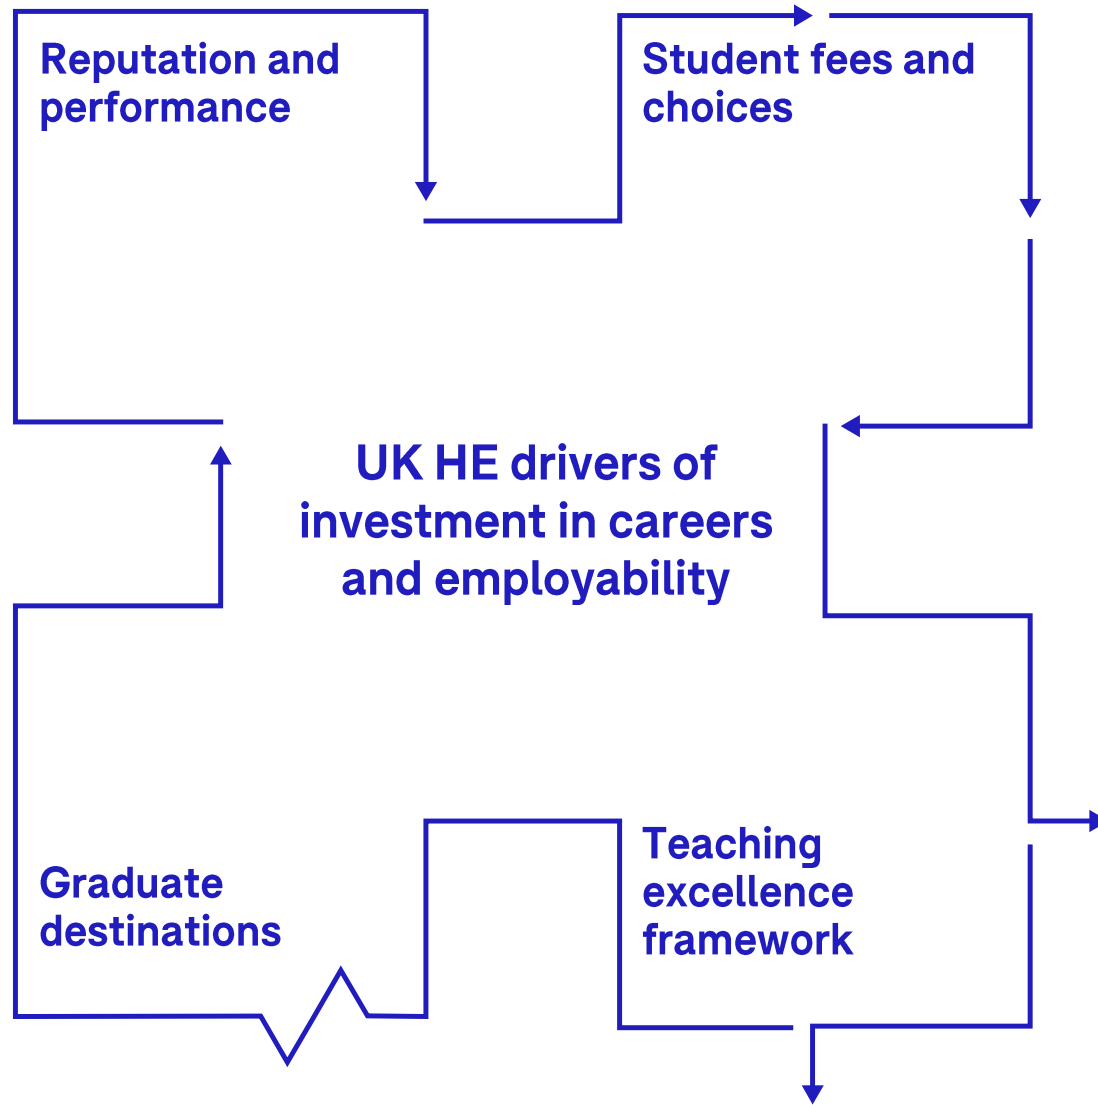 Reputation and
performance
Student fees and
choices
UK HE drivers of
investment in careers
and employability
Graduate
destinations
Teaching
excellence
framework